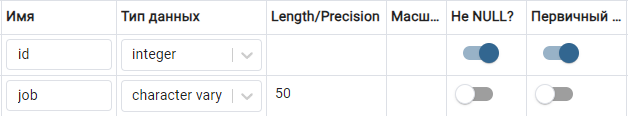 Имя Тип данных Length/Precision Масш... Не NULL? Первичный ...
id integer
job character vary 50